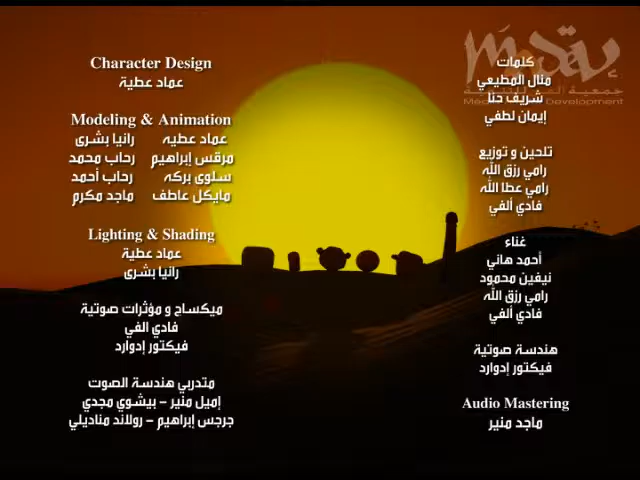 Character Design
عماد عطية
Modeling & Animation
عماد عطيه رانيا بشرى
مرقس إبراهيم رحاب محمد
سلوى بركه رحاب أحمد
مايكل عاطف ماجد مكرم
Lighting & Shading
عماد عطية
رانيا بشرى
ميكساج و مؤثرات صوتية
فادي الفي
فيكتور إدوارد
متدربي هندسة الصوت
إميل منير – بيشوي مجدي
جرجس إبراهيم – رولاند مناديلي
كلمات
منال المطيعي
شريف حنا
إيمان لطفي
تلحين و توزيع
رامي رزق الله
رامي عطا الله
فادي ألفي
غناء
أحمد هاني
نيفين محمود
رامي رزق الله
فادي ألفي
هندسة صوتية
فيكتور إدوارد
Audio Mastering
ماجد منير
جمعية
Development